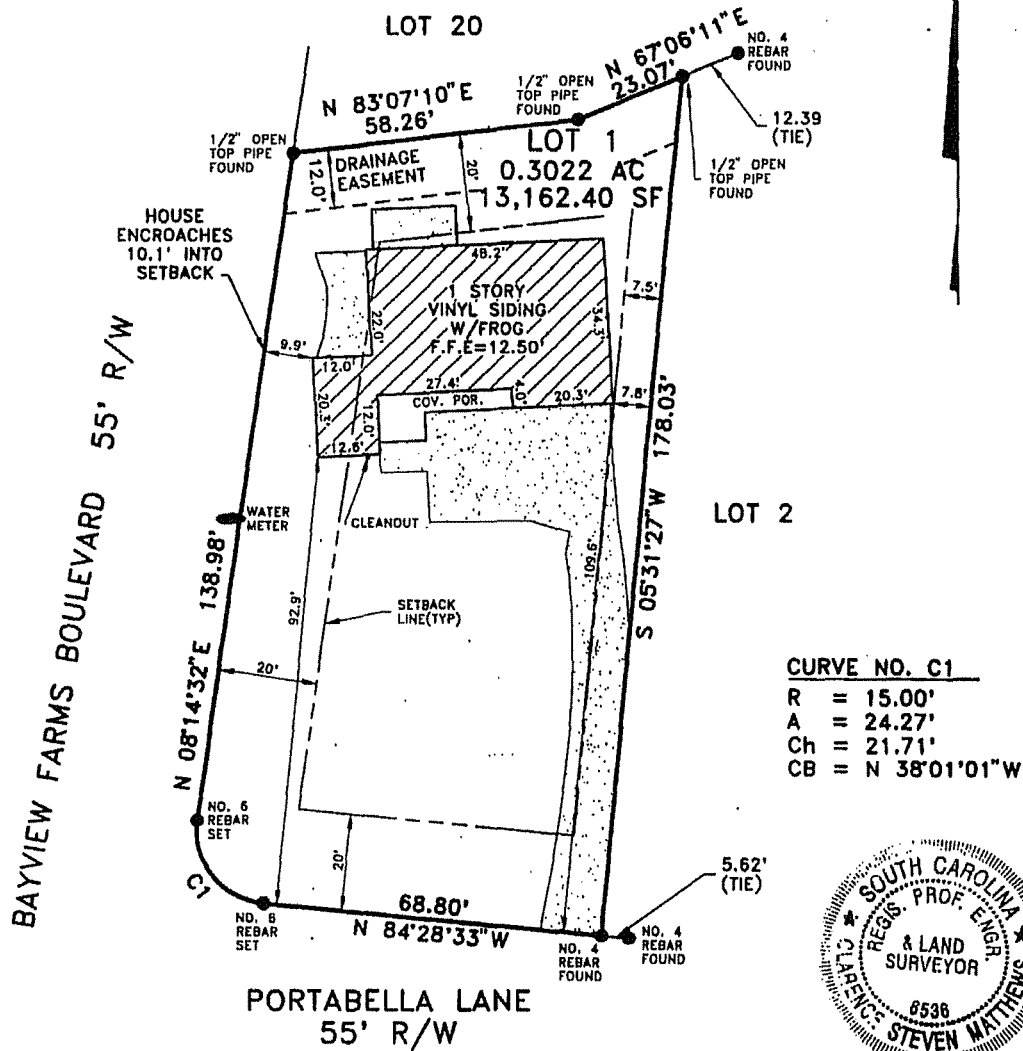 LOT 20
N 67°06'11"E
23.07'
NO. 4
REBAR
FOUND
1/2" OPEN
TOP PIPE
FOUND
N 83°07'10"E
58.26'
12.39
(TIE)
1/2" OPEN
TOP PIPE
FOUND
1/2" OPEN
TOP PIPE
FOUND
12.0'
DRAINAGE
EASEMENT
20'
LOT 1
0.3022 AC
13,162.40 SF
HOUSE
ENCROACHES
10.1' INTO
SETBACK
48.2'
1 STORY
VINYL SIDING
W/FROG
F.F.E=12.50'
22.0'
34.3'
7.5'
9.9'
12.0'
27.4'
4.0'
20.3'
7.8'
COV. POR.
20.3'
12.0'
12.6'
BAYVIEW FARMS BOULEVARD 55' R/W
WATER
METER
CLEANOUT
LOT 2
S 05°31'27"W 178.03'
N 08°14'32"E 138.98'
92.9'
109.6'
SETBACK
LINE(TYP)
20'
CURVE NO. C1
R = 15.00'
A = 24.27'
Ch = 21.71'
CB = N 38°01'01"W
NO. 6
REBAR
SET
C1
20'
5.62'
(TIE)
NO. 6
REBAR
SET
68.80'
N 84°28'33"W
NO. 4
REBAR
FOUND
NO. 4
REBAR
FOUND
PORTABELLA LANE
55' R/W
★ SOUTH CAROLINA ★
REGIS. PROF. ENGR.
& LAND
SURVEYOR
6536
CLARENCE STEVEN MATTHEWS